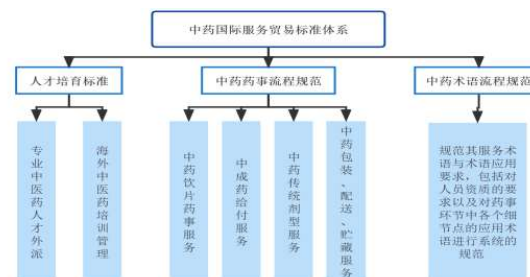 中药国际服务贸易标准体系
人才培育标准
中药药事流程规范
中药术语流程规范
专业中医药人才外派
海外中医药培训管理
中药饮片药事服务
中成药给付服务
中药传统剂型服务
中药包装、配送、贮藏服务
规范其服务术
语与术语应用
要求，包括对
人员资质的要
求以及对药事
环节中各个细
节点的应用术
语进行系统的
规范